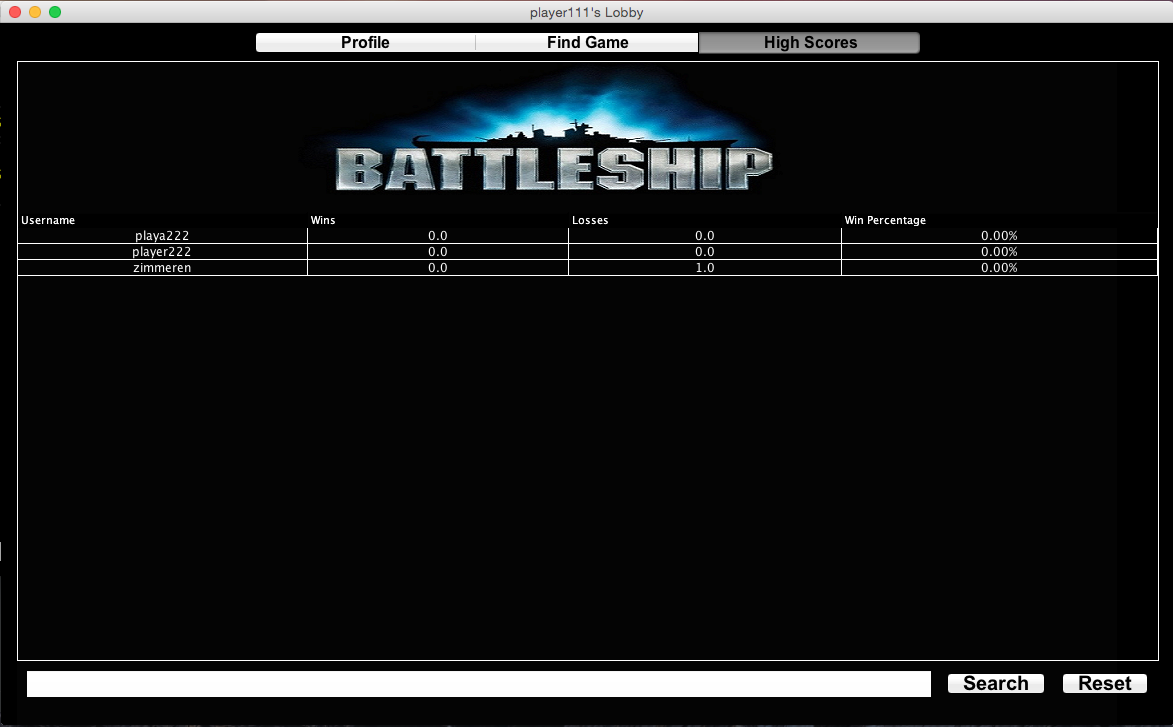 player111's Lobby
Profile Find Game High Scores
BATTLESHIP
Username Wins Losses Win Percentage
playa222 0.0 0.0 0.00%
player222 0.0 0.0 0.00%
zimmeren 0.0 1.0 0.00%
Search Reset